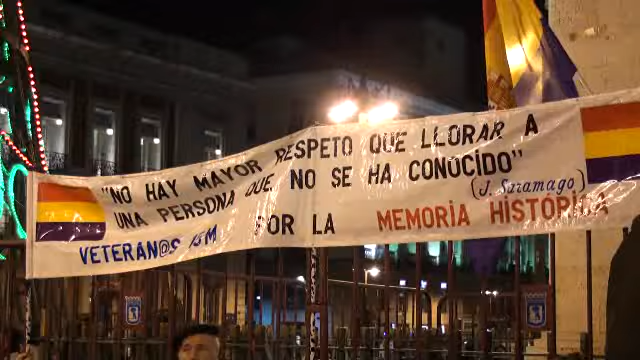 "NO HAY MAYOR RESPETO QUE LLORAR A
UNA PERSONA QUE NO SE HA CONOCIDO"
(J. Saramago)
VETERAN@S 15M POR LA MEMORIA HISTÓRICA